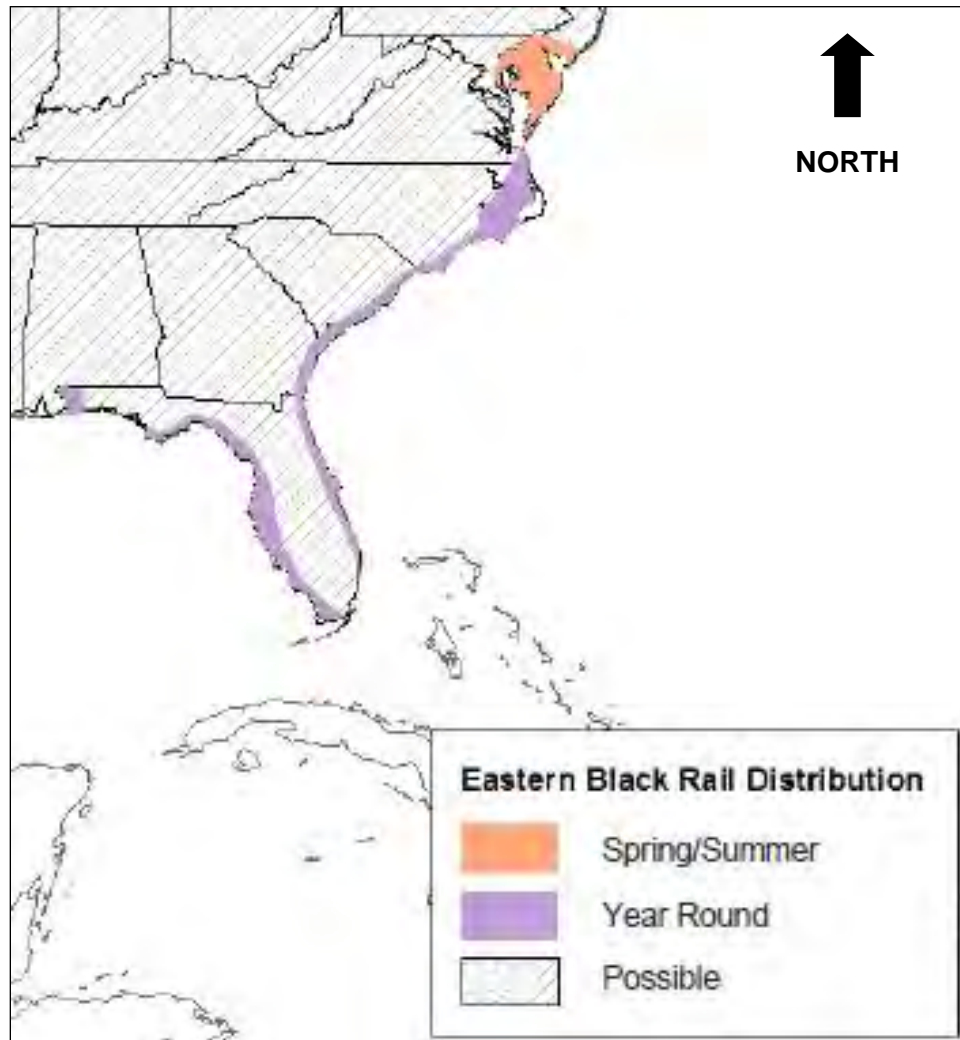 NORTH
Eastern Black Rail Distribution
Spring/Summer
Year Round
Possible